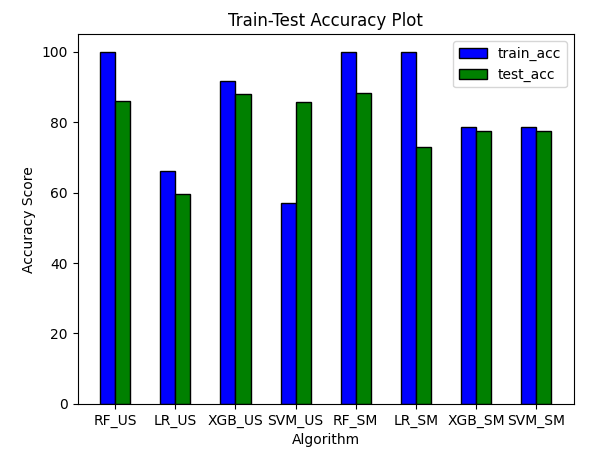 Train-Test Accuracy Plot
train_acc
test_acc
Accuracy Score
100
80
60
40
20
0
RF_US LR_US XGB_US SVM_US RF_SM LR_SM XGB_SM SVM_SM
Algorithm